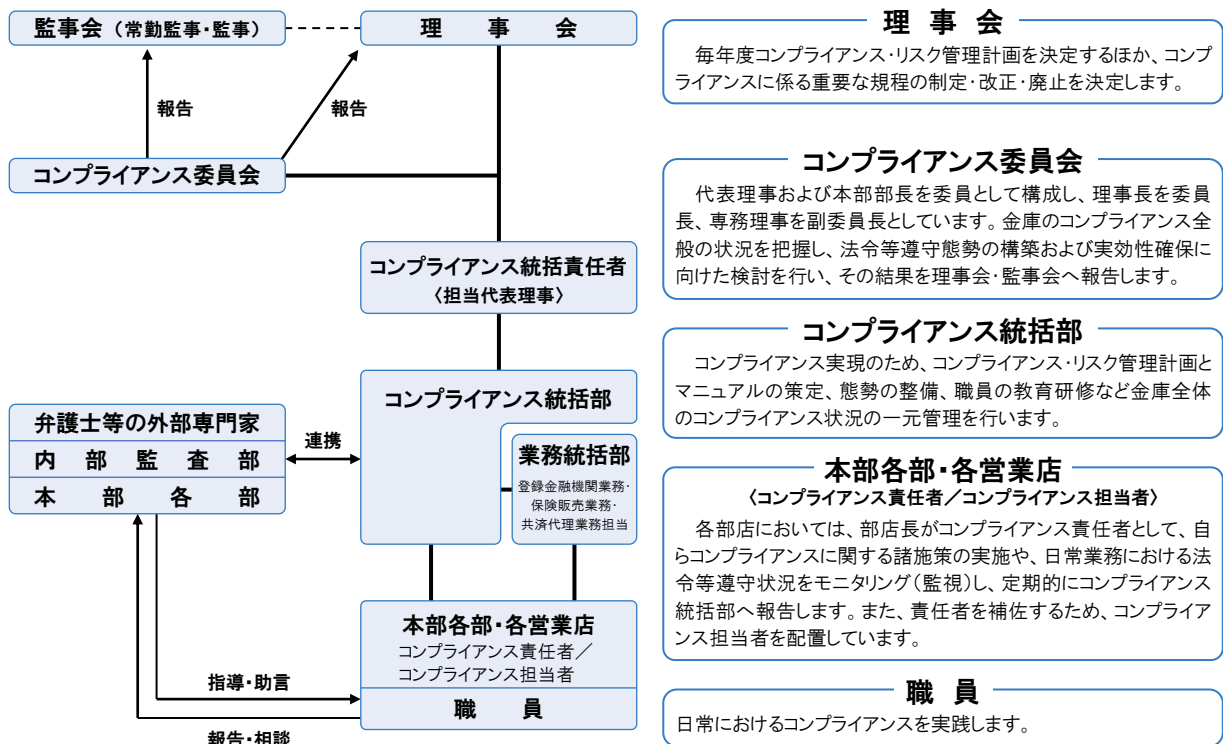 監事会（常勤監事・監事）
理事会
報告
報告
コンプライアンス委員会
コンプライアンス統括責任者
〈担当代表理事〉
コンプライアンス統括部
弁護士等の外部専門家
内部監査部
本部各部
連携
業務統括部
登録金融機関業務・
保険販売業務・
共済代理業務担当
本部各部・各営業店
コンプライアンス責任者／
コンプライアンス担当者
職員
指導・助言
報告・相談
理事会
毎年度コンプライアンス・リスク管理計画を決定するほか、コンプ
ライアンスに係る重要な規程の制定・改正・廃止を決定します。
コンプライアンス委員会
代表理事および本部部長を委員として構成し、理事長を委員
長、専務理事を副委員長としています。金庫のコンプライアンス全
般の状況を把握し、法令等遵守態勢の構築および実効性確保に
向けた検討を行い、その結果を理事会・監事会へ報告します。
コンプライアンス統括部
コンプライアンス実現のため、コンプライアンス・リスク管理計画と
マニュアルの策定、態勢の整備、職員の教育研修など金庫全体
のコンプライアンス状況の一元管理を行います。
本部各部・各営業店
〈コンプライアンス責任者／コンプライアンス担当者〉
各部店においては、部店長がコンプライアンス責任者として、自
らコンプライアンスに関する諸施策の実施や、日常業務における法
令等遵守状況をモニタリング（監視）し、定期的にコンプライアンス
統括部へ報告します。また、責任者を補佐するため、コンプライア
ンス担当者を配置しています。
職員
日常におけるコンプライアンスを実践します。